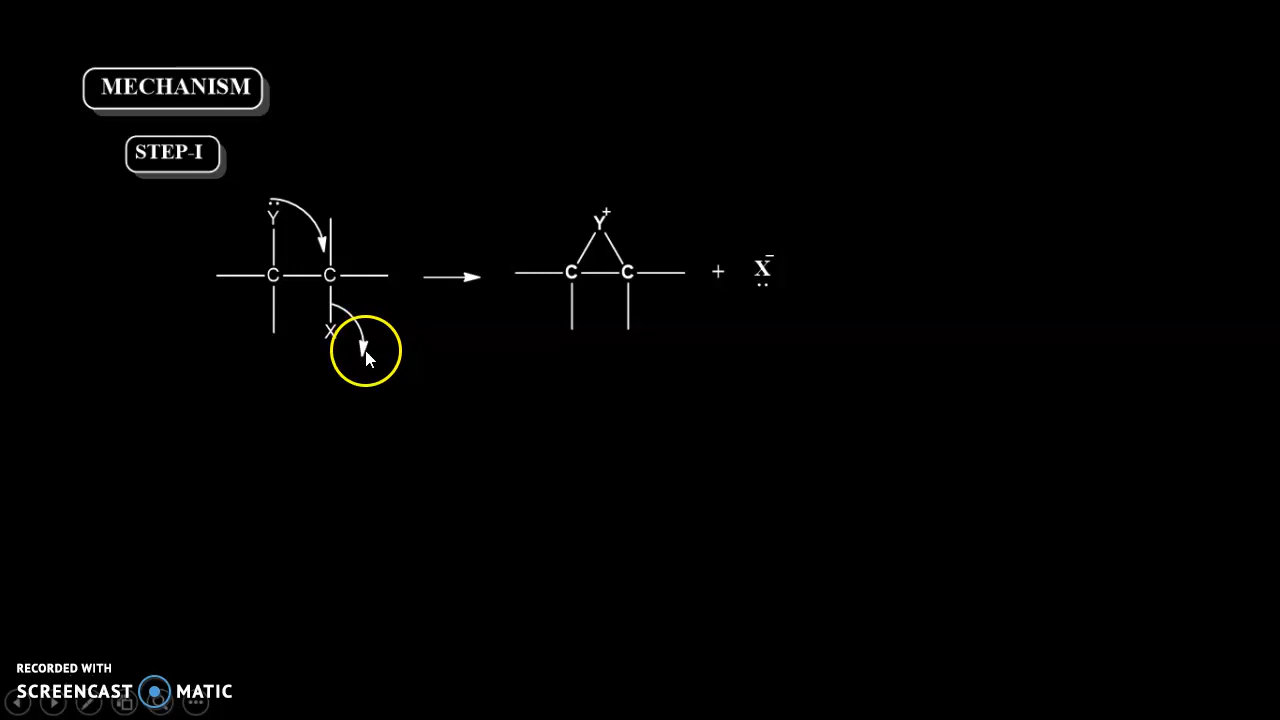 MECHANISM
STEP-I
Y
Y+
C C
C C + X−
X
RECORDED WITH
SCREENCAST MATIC